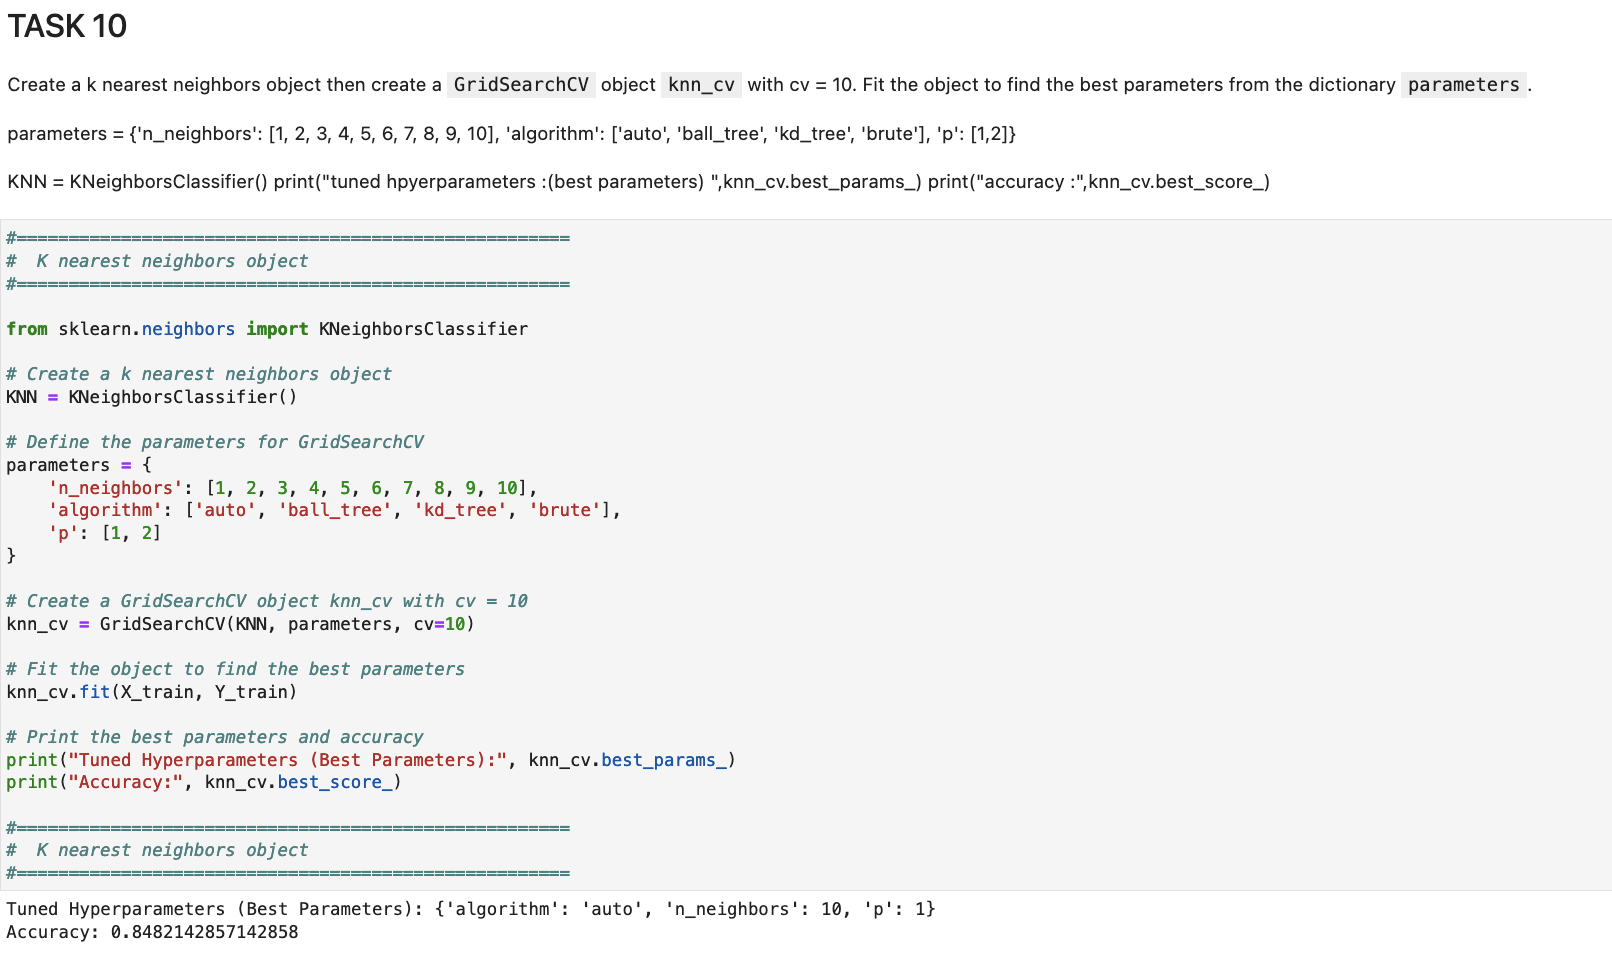 TASK 10
Create a k nearest neighbors object then create a GridSearchCV object knn_cv with cv = 10. Fit the object to find the best parameters from the dictionary parameters .
parameters = {'n_neighbors': [1, 2, 3, 4, 5, 6, 7, 8, 9, 10], 'algorithm': ['auto', 'ball_tree', 'kd_tree', 'brute'], 'p': [1,2]}
KNN = KNeighborsClassifier() print("tuned hpyerparameters :(best parameters) ",knn_cv.best_params_) print("accuracy :",knn_cv.best_score_)
#=====================================================
#  K nearest neighbors object
#=====================================================
from sklearn.neighbors import KNeighborsClassifier
# Create a k nearest neighbors object
KNN = KNeighborsClassifier()
# Define the parameters for GridSearchCV
parameters = {
    'n_neighbors': [1, 2, 3, 4, 5, 6, 7, 8, 9, 10],
    'algorithm': ['auto', 'ball_tree', 'kd_tree', 'brute'],
    'p': [1, 2]
}
# Create a GridSearchCV object knn_cv with cv = 10
knn_cv = GridSearchCV(KNN, parameters, cv=10)
# Fit the object to find the best parameters
knn_cv.fit(X_train, Y_train)
# Print the best parameters and accuracy
print("Tuned Hyperparameters (Best Parameters):", knn_cv.best_params_)
print("Accuracy:", knn_cv.best_score_)
#=====================================================
#  K nearest neighbors object
#=====================================================
Tuned Hyperparameters (Best Parameters): {'algorithm': 'auto', 'n_neighbors': 10, 'p': 1}
Accuracy: 0.8482142857142858